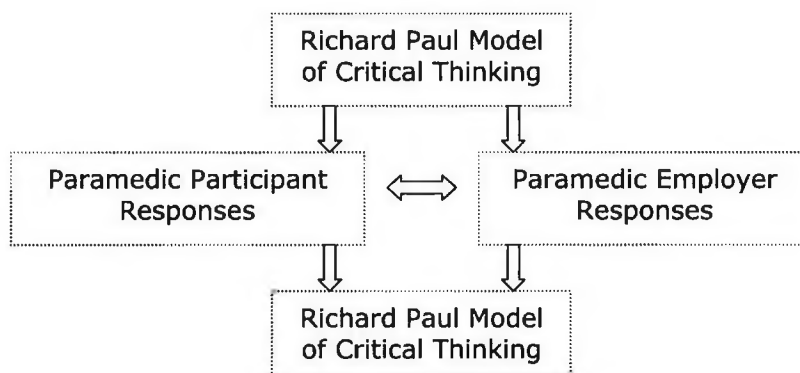 Richard Paul Model
of Critical Thinking
Paramedic Participant
Responses
Paramedic Employer
Responses
Richard Paul Model
of Critical Thinking